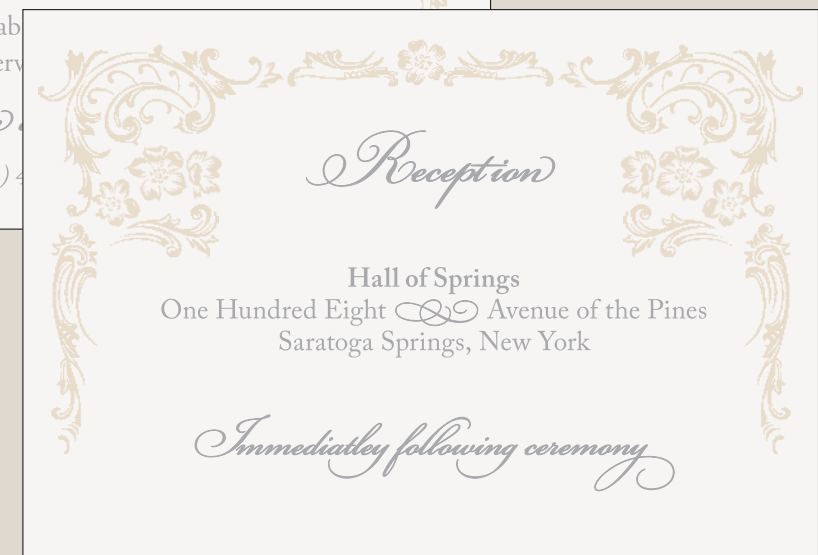 Reception
Hall of Springs
One Hundred Eight Avenue of the Pines
Saratoga Springs, New York
Immediatley following ceremony